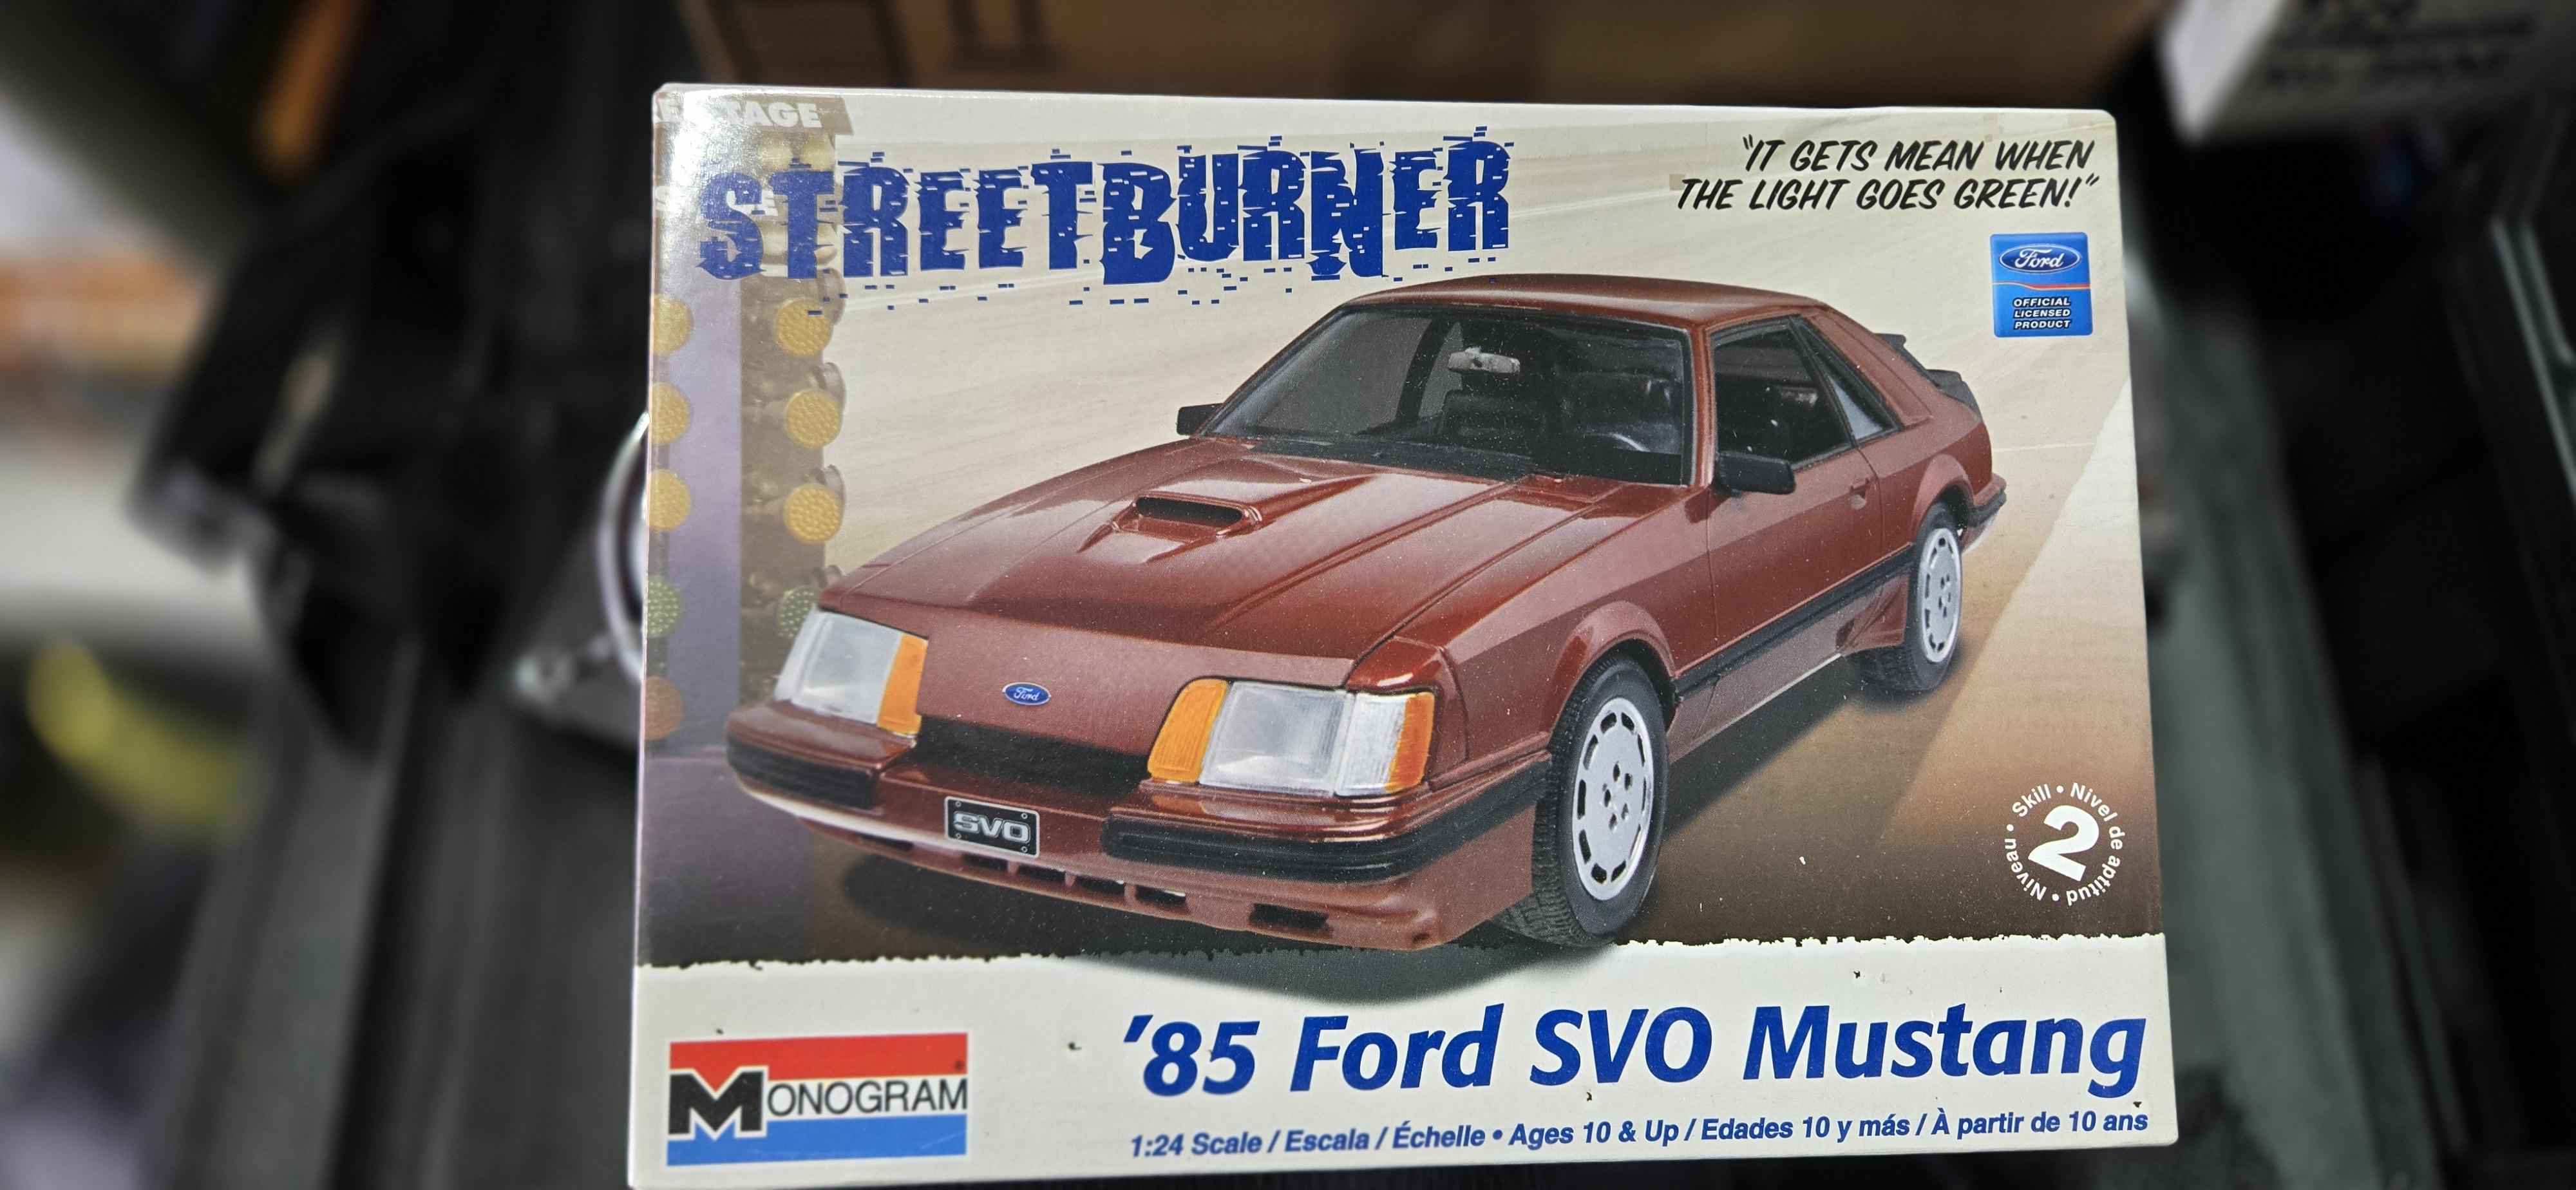 STAGE
STREETBURNER
"IT GETS MEAN WHEN
THE LIGHT GOES GREEN!"
Ford
OFFICIAL
LICENSED
PRODUCT
Ford
SVO
Skill • Nivel de aptitud • Niveau •
2
MONOGRAM®
'85 Ford SVO Mustang
1:24 Scale / Escala / Échelle • Ages 10 & Up / Edades 10 y más / À partir de 10 ans